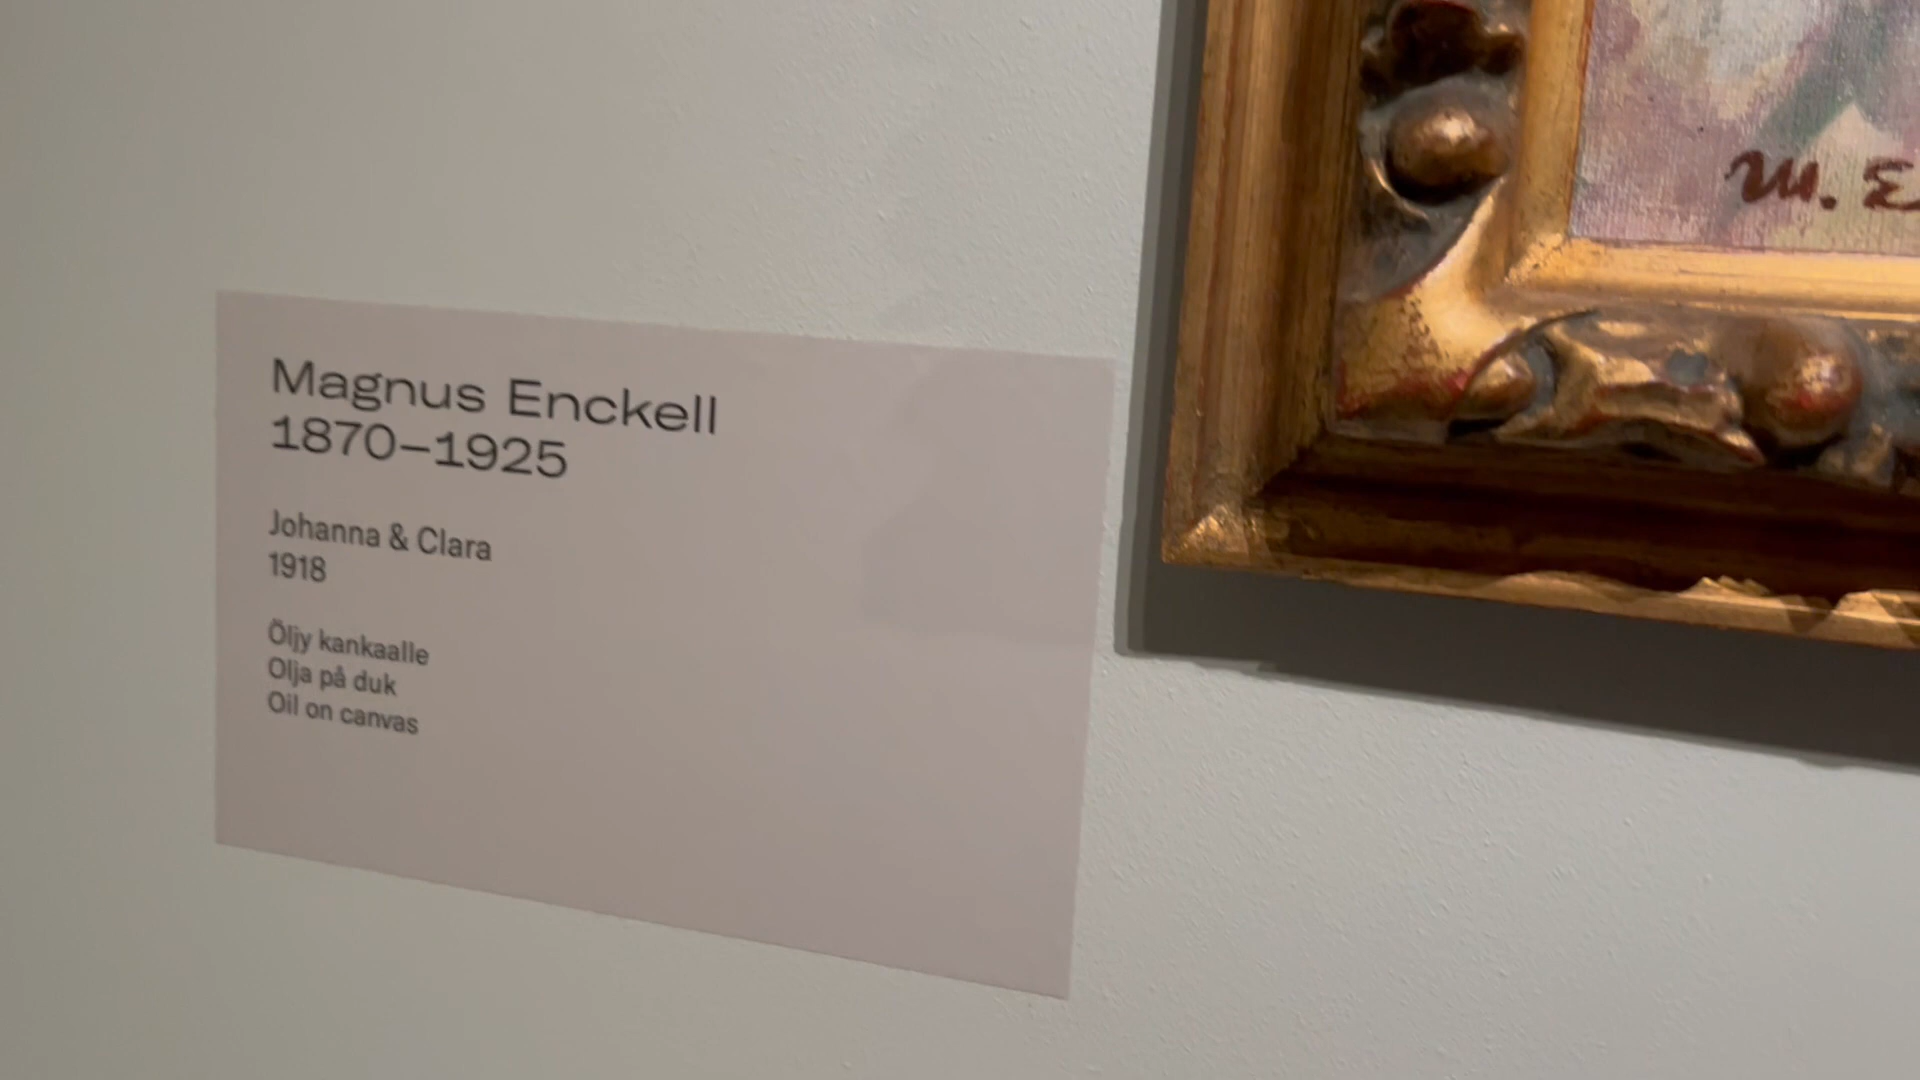 Magnus Enckell
1870–1925
Johanna & Clara
1918
Öljy kankaalle
Olja på duk
Oil on canvas
M. E